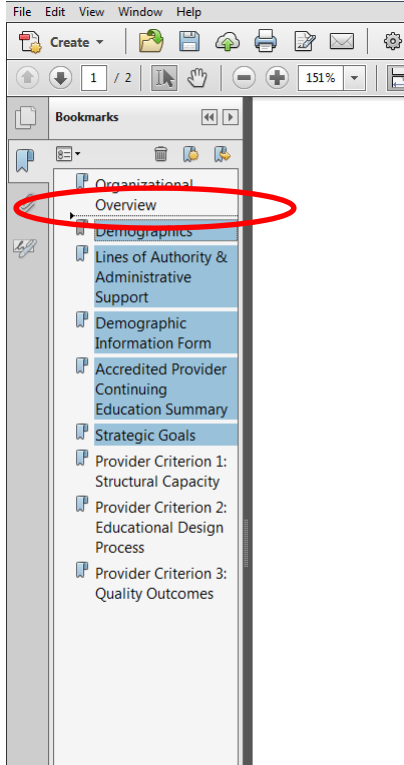 File Edit View Window Help
Create
1 / 2 151%
Bookmarks
Organizational
Overview
Demographics
Lines of Authority &
Administrative
Support
Demographic
Information Form
Accredited Provider
Continuing
Education Summary
Strategic Goals
Provider Criterion 1:
Structural Capacity
Provider Criterion 2:
Educational Design
Process
Provider Criterion 3:
Quality Outcomes